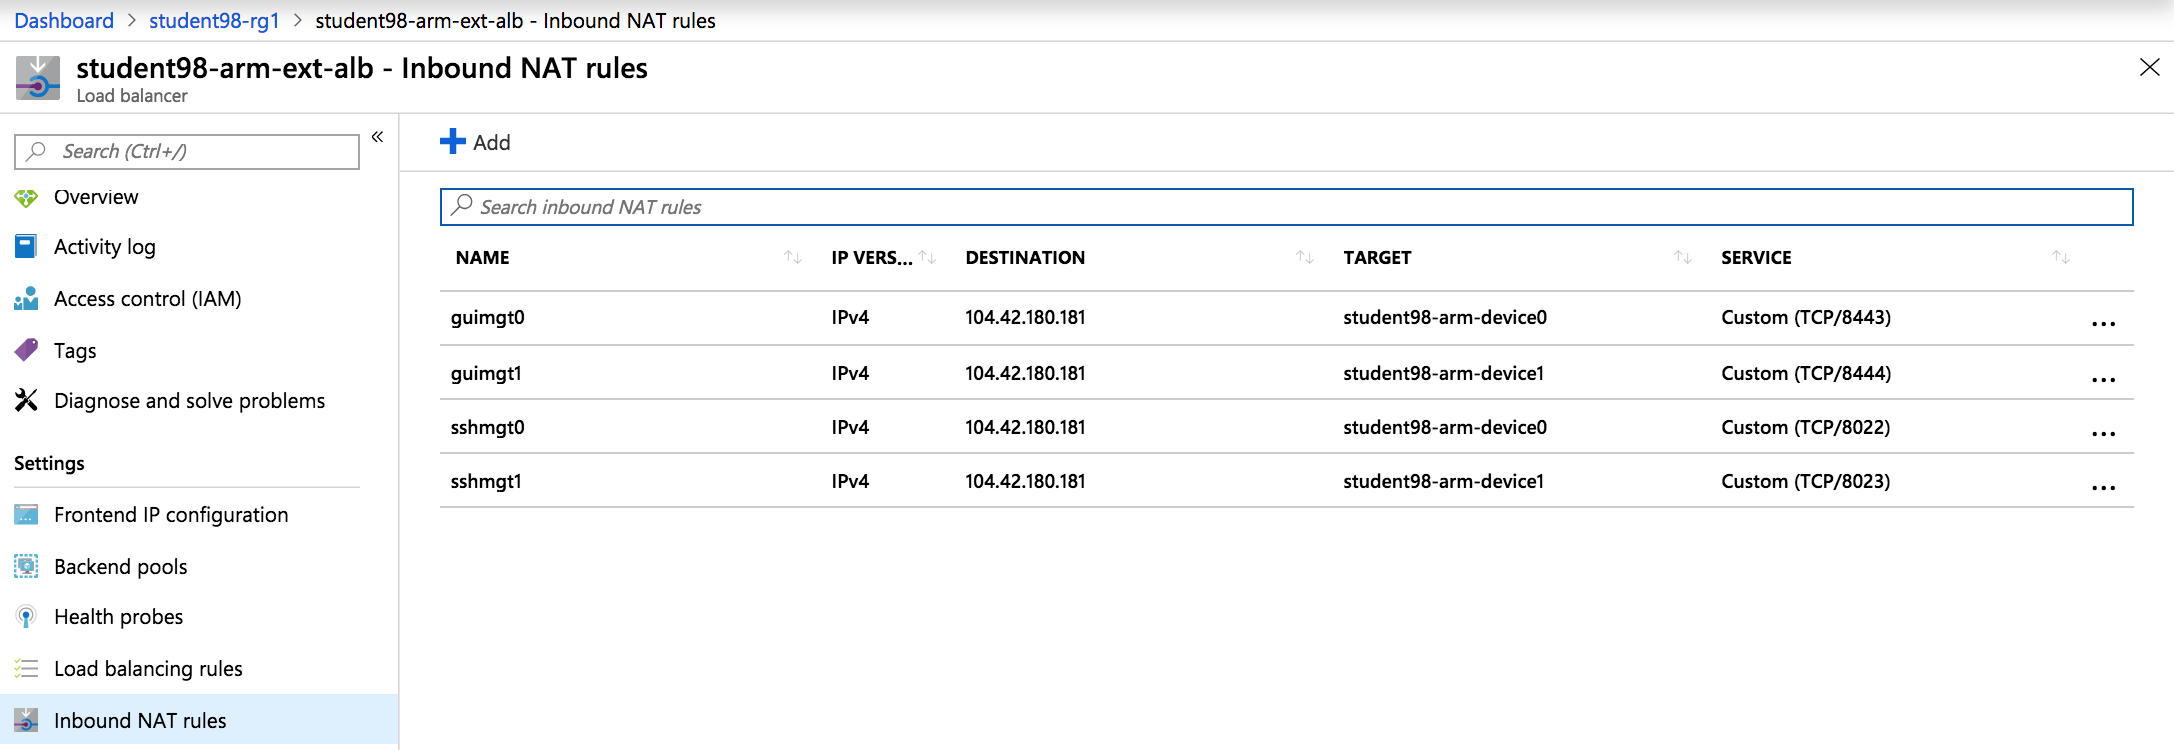 Dashboard > student98-rg1 > student98-arm-ext-alb - Inbound NAT rules
student98-arm-ext-alb - Inbound NAT rules
Load balancer
Search (Ctrl+/)
«
Overview
Activity log
Access control (IAM)
Tags
Diagnose and solve problems
Settings
Frontend IP configuration
Backend pools
Health probes
Load balancing rules
Inbound NAT rules
Add
Search inbound NAT rules
NAME IP VERS... DESTINATION TARGET SERVICE
guimgt0 IPv4 104.42.180.181 student98-arm-device0 Custom (TCP/8443) ...
guimgt1 IPv4 104.42.180.181 student98-arm-device1 Custom (TCP/8444) ...
sshmgt0 IPv4 104.42.180.181 student98-arm-device0 Custom (TCP/8022) ...
sshmgt1 IPv4 104.42.180.181 student98-arm-device1 Custom (TCP/8023) ...